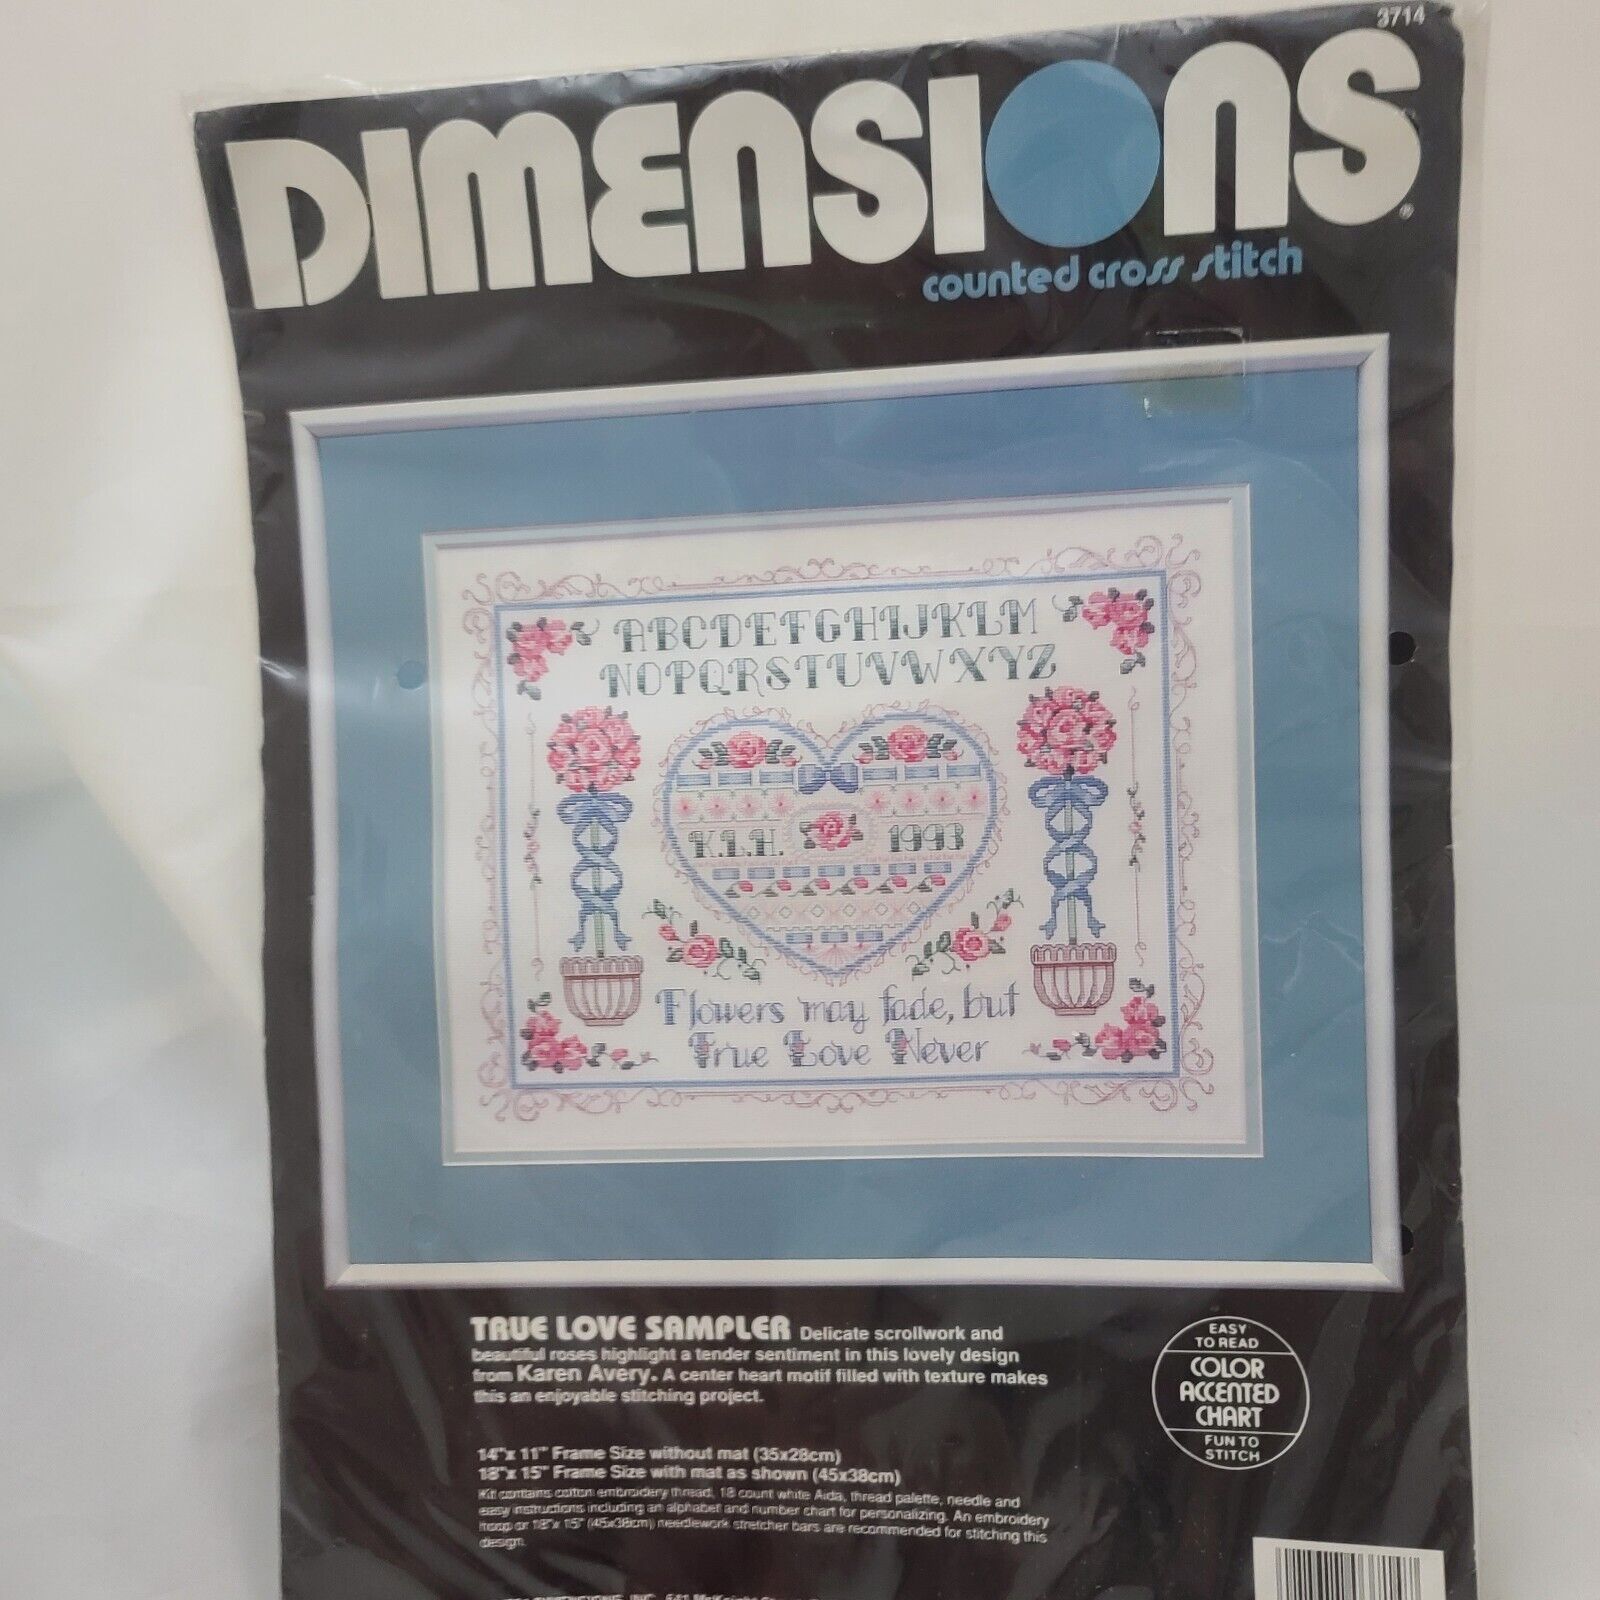 3714
DIMENSIONS®
counted cross stitch
ABCDEFGHIJKLM
NOPQRSTUVWXYZ
K.L.H. 1993
Flowers may fade, but
True Love Never
TRUE LOVE SAMPLER Delicate scrollwork and
beautiful roses highlight a tender sentiment in this lovely design
from Karen Avery. A center heart motif filled with texture makes
this an enjoyable stitching project.
14"x 11" Frame Size without mat (35x28cm)
18"x 15" Frame Size with mat as shown (45x38cm)
Kit contains cotton embroidery thread, 18 count white Aida, thread palette, needle and
easy instructions including an alphabet and number chart for personalizing. An embroidery
hoop or 18"x 15" (45x38cm) needlework stretcher bars are recommended for stitching this
design.
EASY
TO READ
COLOR
ACCENTED
CHART
FUN TO
STITCH
DIMENSIONS, INC. 641